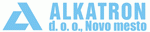 ALKATRON
d. o. o., Novo mesto